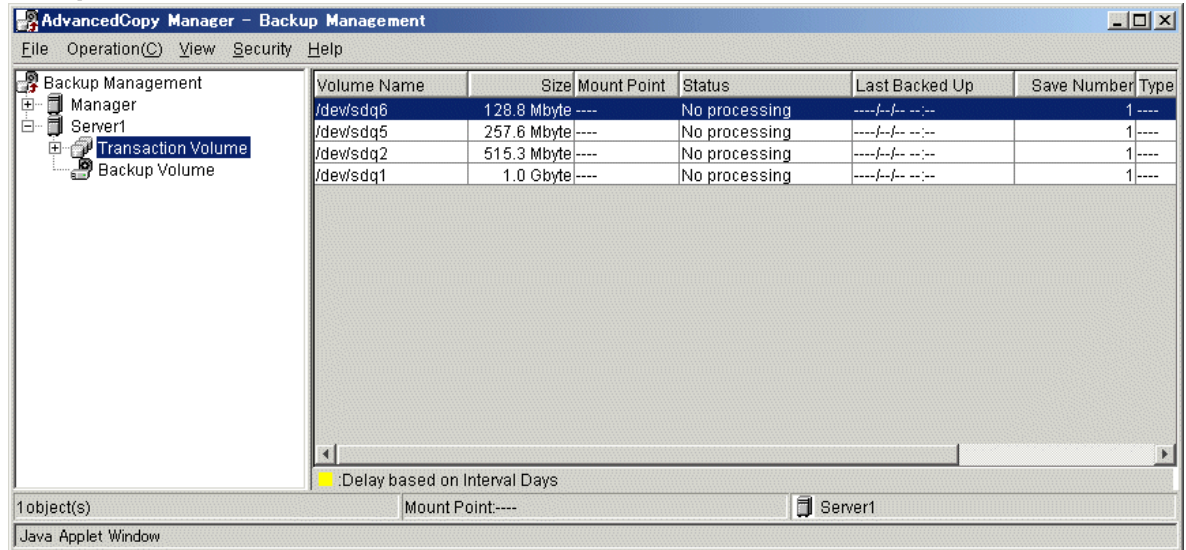 AdvancedCopy Manager - Backup Management
File Operation(C) View Security Help
Backup Management
Manager
Server1
Transaction Volume
Backup Volume
Volume Name Size Mount Point Status Last Backed Up Save Number Type
/dev/sdq6 128.8 Mbyte ---- No processing ----/--/-- --:-- 1 ----
/dev/sdq5 257.6 Mbyte ---- No processing ----/--/-- --:-- 1 ----
/dev/sdq2 515.3 Mbyte ---- No processing ----/--/-- --:-- 1 ----
/dev/sdq1 1.0 Gbyte ---- No processing ----/--/-- --:-- 1 ----
:Delay based on Interval Days
1object(s) Mount Point:---- Server1
Java Applet Window